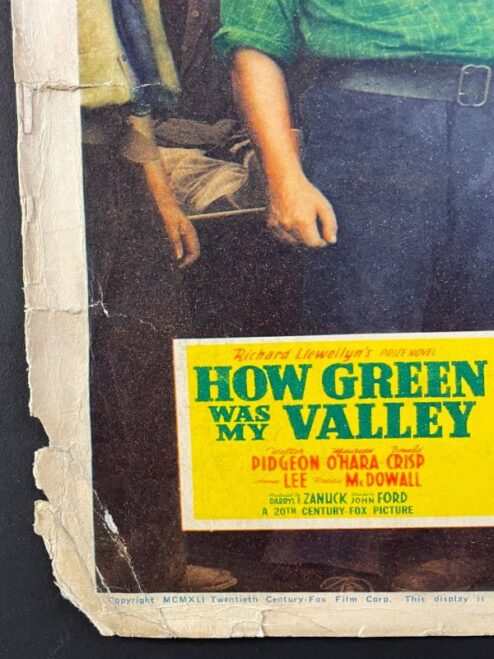 Richard Llewellyn's PRIZE NOVEL
HOW GREEN
WAS MY VALLEY
Walter Maureen Donald
PIDGEON O'HARA CRISP
Anna LEE Roddy McDOWALL
Produced by DARRYL F. ZANUCK Directed by JOHN FORD
A 20TH CENTURY-FOX PICTURE
Copyright MCMXLI Twentieth Century-Fox Film Corp. This display is